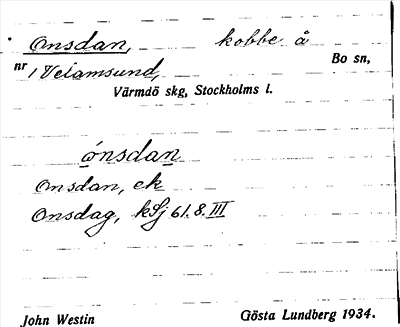 Onsdan, kobbe å
nr 1 Velamsund, Bo sn,
Värmdö skg, Stockholms l.
ónsdan
Onsdan, ek
Onsdag, kSj 61.8.III
John Westin Gösta Lundberg 1934.